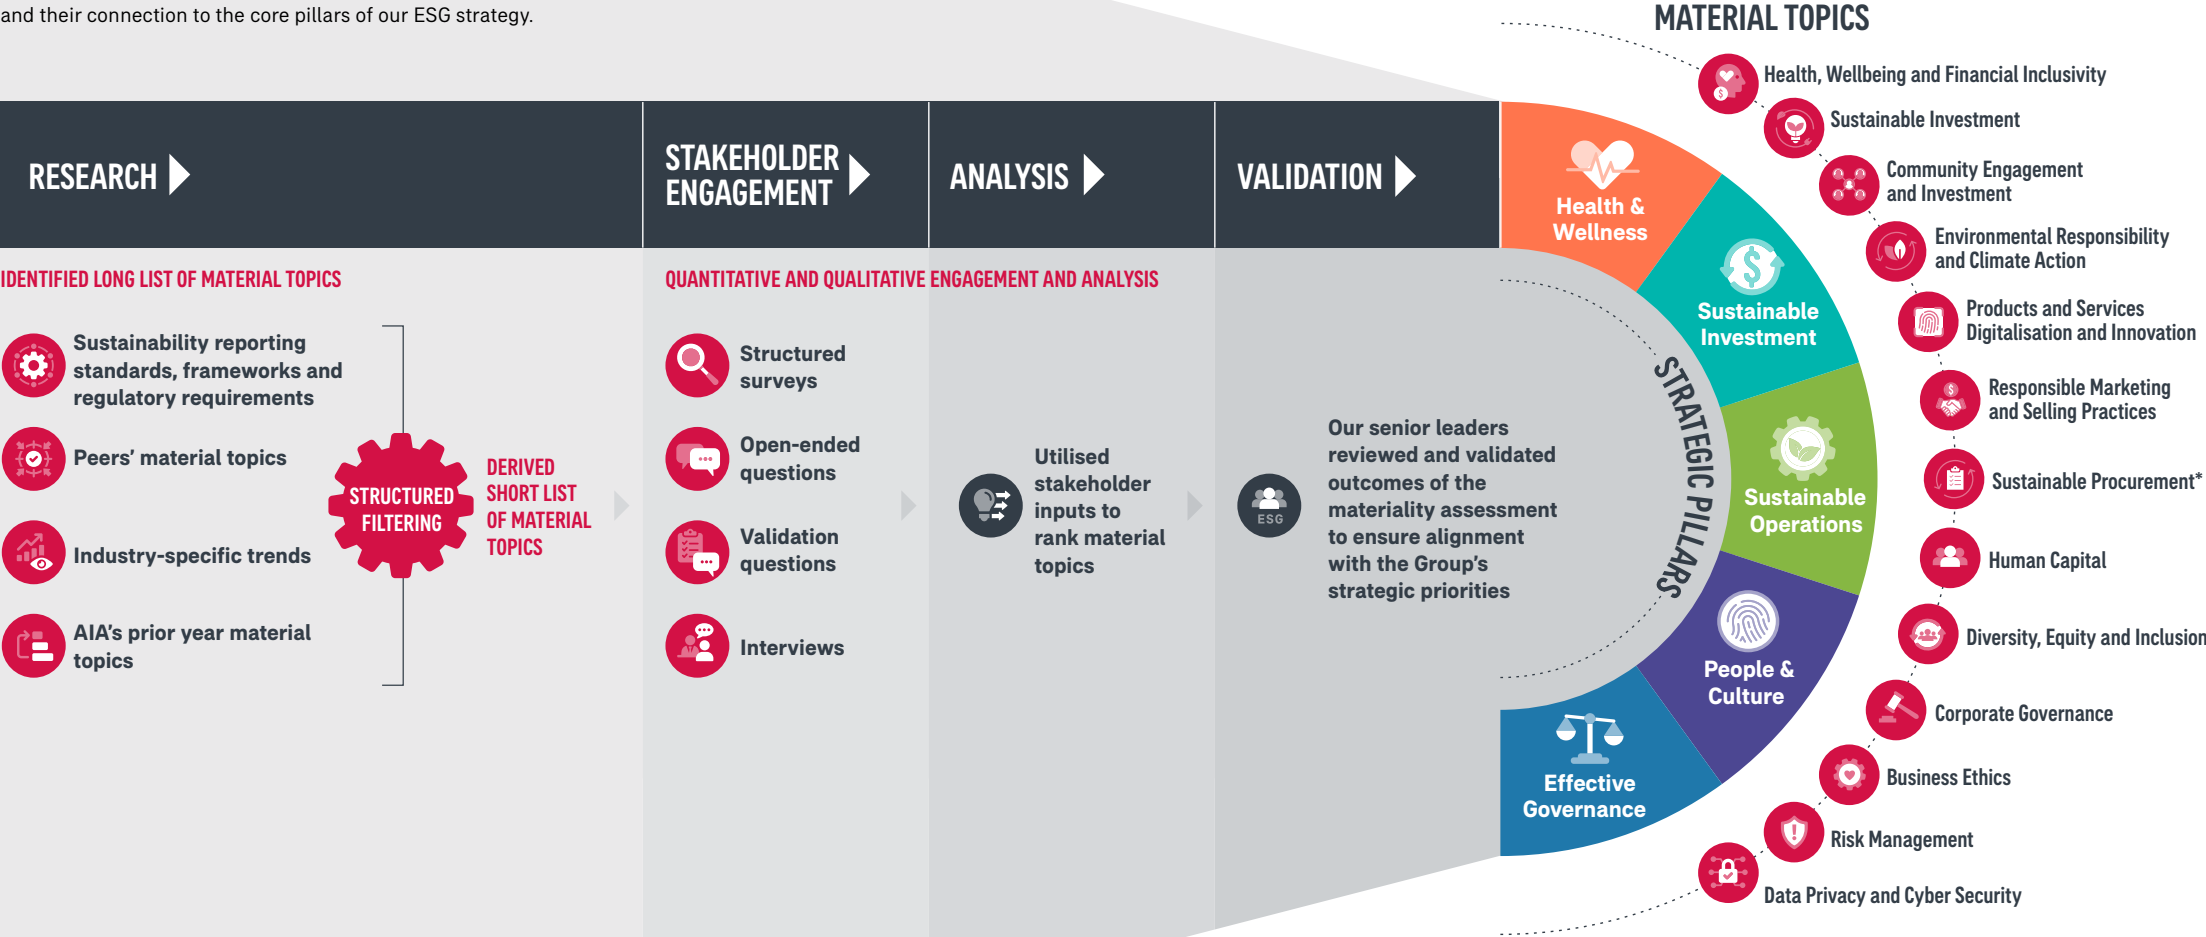 and their connection to the core pillars of our ESG strategy.
RESEARCH
STAKEHOLDER
ENGAGEMENT
ANALYSIS
VALIDATION
IDENTIFIED LONG LIST OF MATERIAL TOPICS
Sustainability reporting
standards, frameworks and
regulatory requirements
Peers' material topics
Industry-specific trends
AIA's prior year material
topics
STRUCTURED
FILTERING
DERIVED
SHORT LIST
OF MATERIAL
TOPICS
QUANTITATIVE AND QUALITATIVE ENGAGEMENT AND ANALYSIS
Structured
surveys
Open-ended
questions
Validation
questions
Interviews
Utilised
stakeholder
inputs to
rank material
topics
ESG
Our senior leaders
reviewed and validated
outcomes of the
materiality assessment
to ensure alignment
with the Group's
strategic priorities
STRATEGIC PILLARS
Health &
Wellness
Sustainable
Investment
Sustainable
Operations
People &
Culture
Effective
Governance
MATERIAL TOPICS
Health, Wellbeing and Financial Inclusivity
Sustainable Investment
Community Engagement
and Investment
Environmental Responsibility
and Climate Action
Products and Services
Digitalisation and Innovation
Responsible Marketing
and Selling Practices
Sustainable Procurement*
Human Capital
Diversity, Equity and Inclusion
Corporate Governance
Business Ethics
Risk Management
Data Privacy and Cyber Security